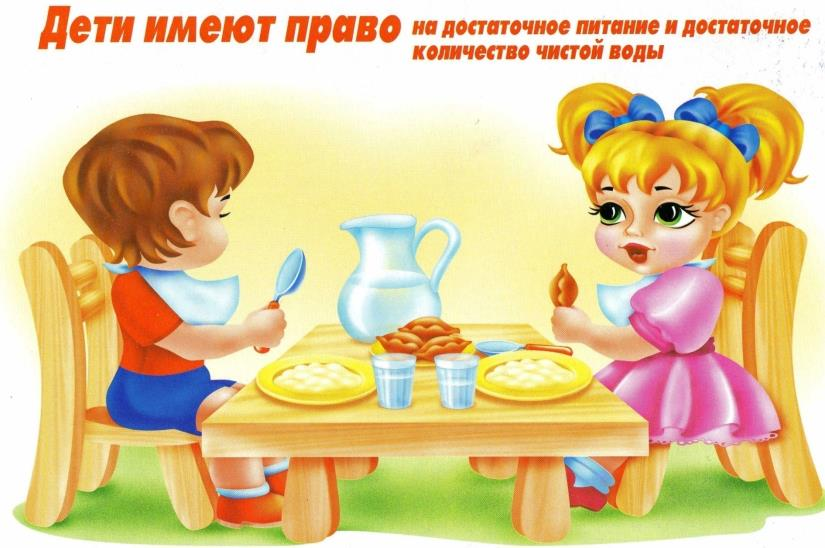 Дети имеют право на достаточное питание и достаточное
количество чистой воды